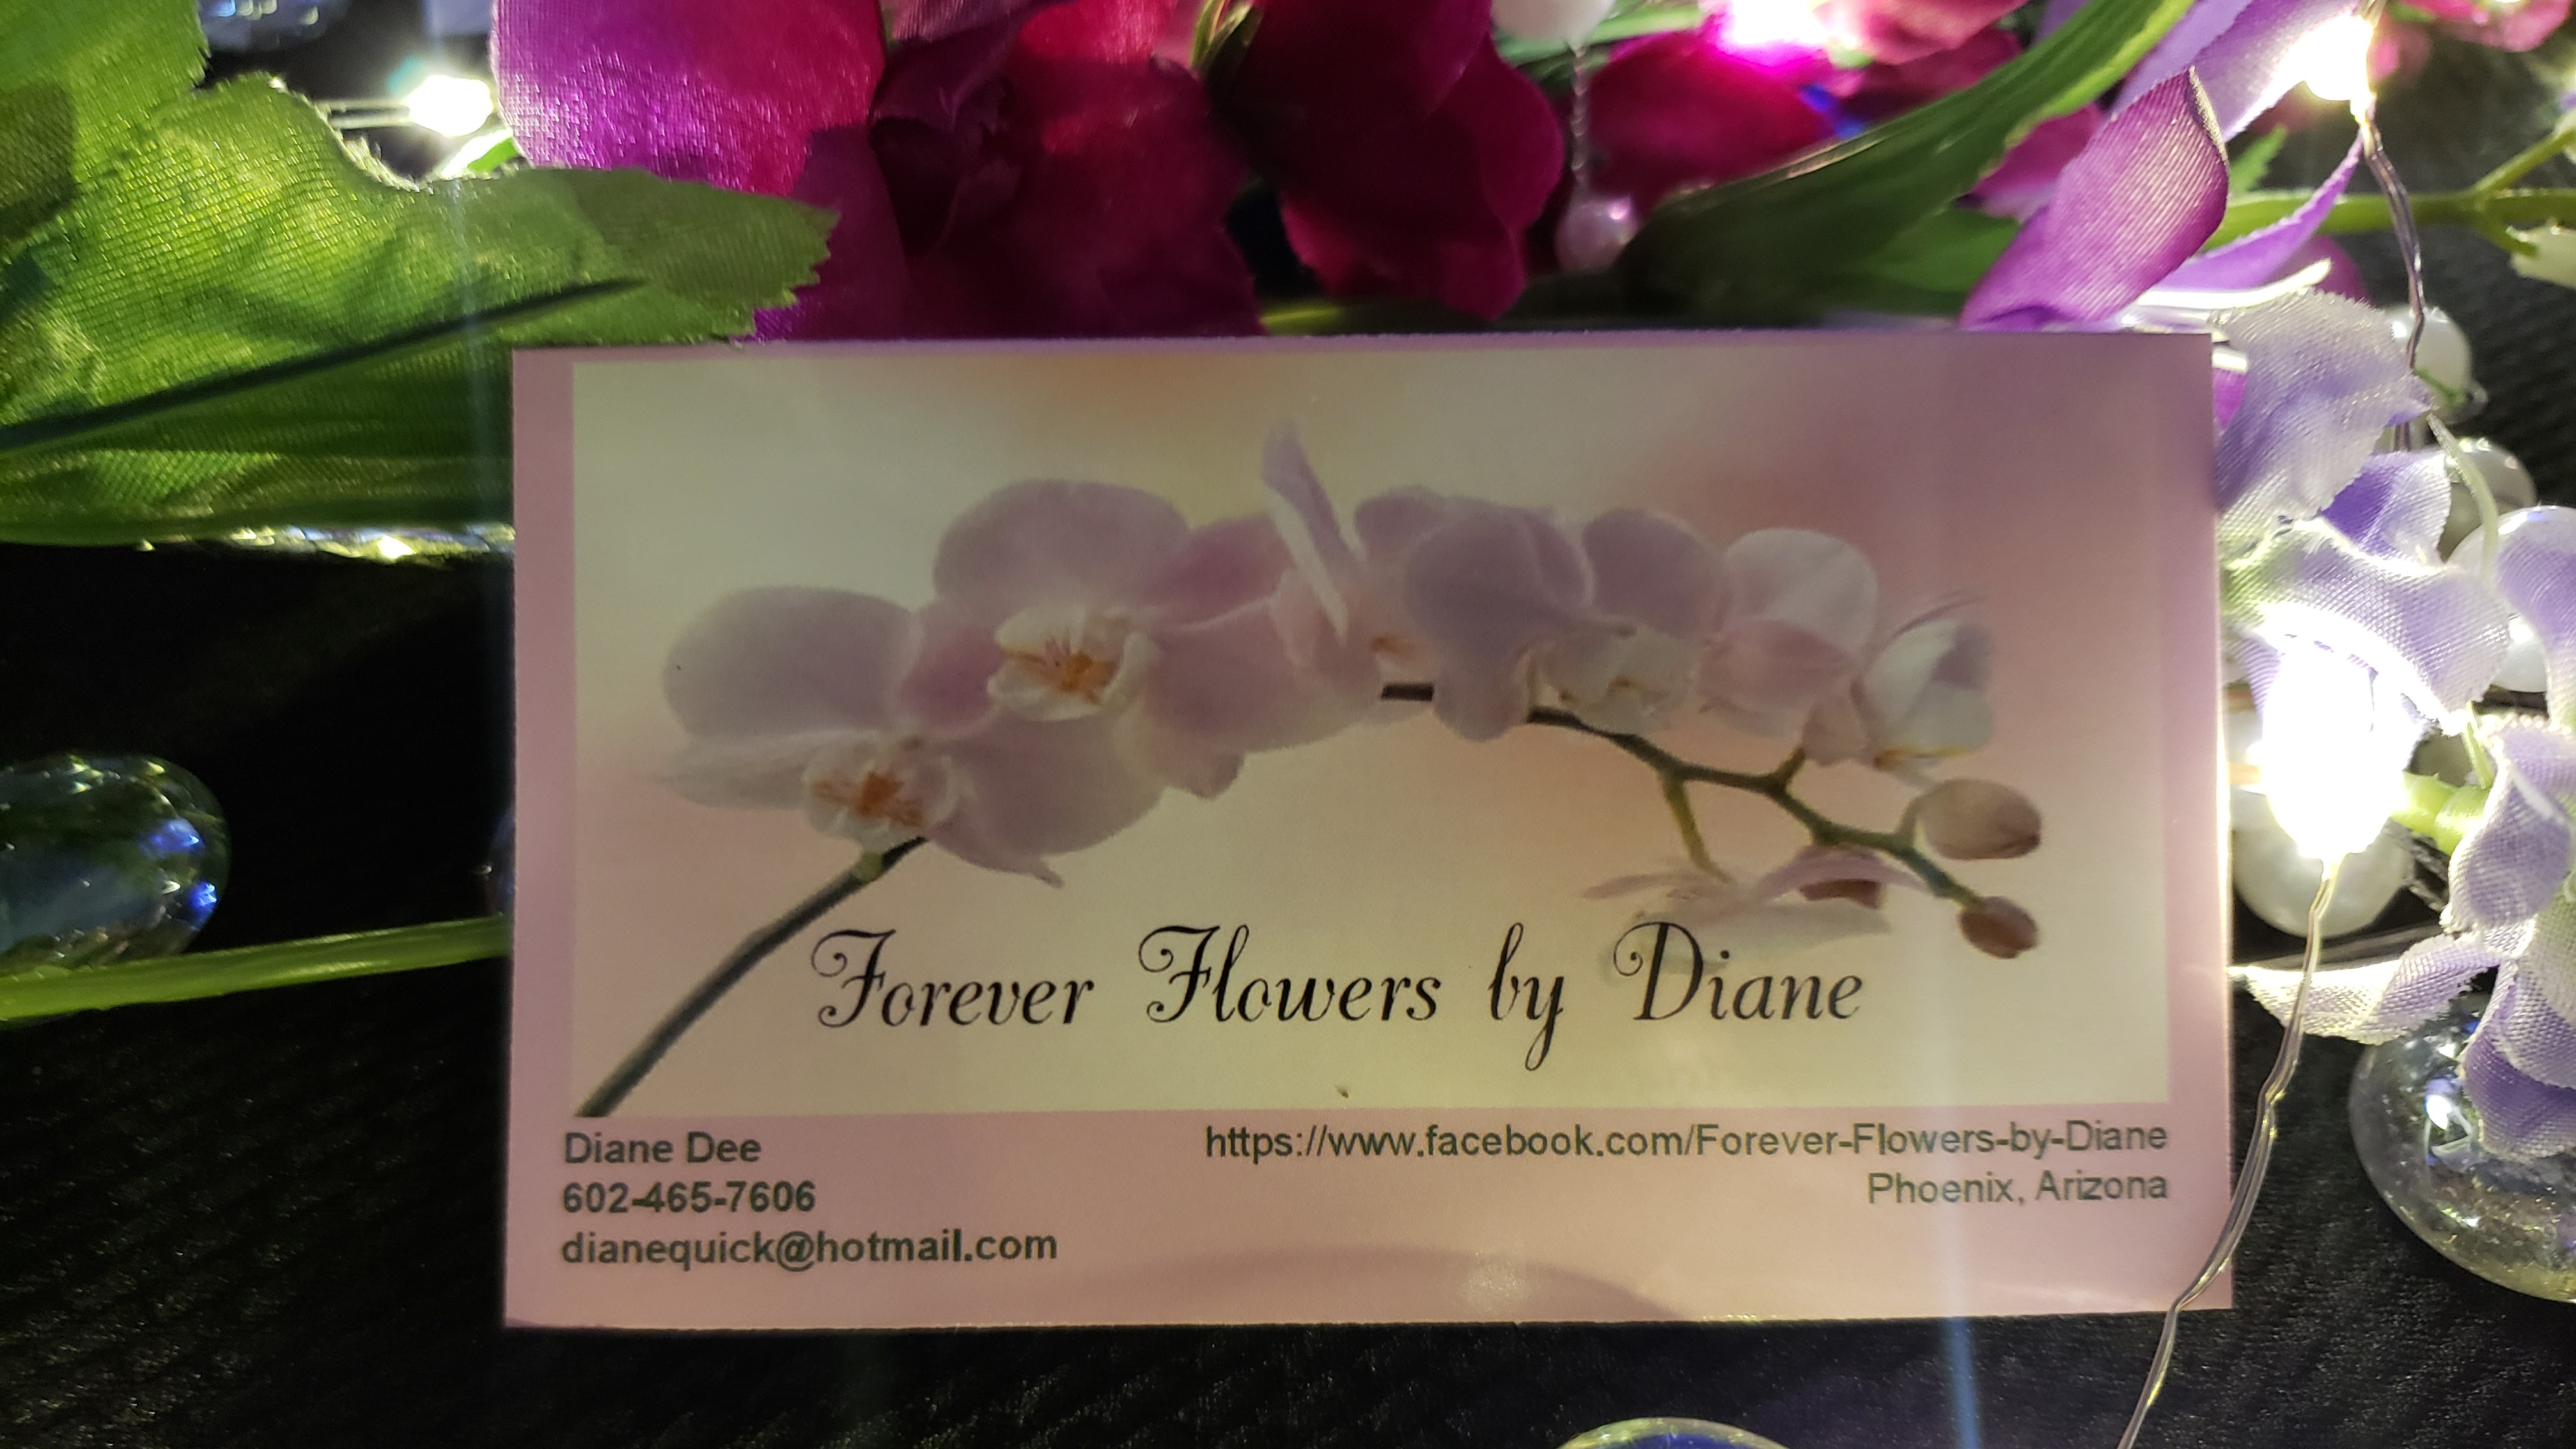 Forever Flowers by Diane
Diane Dee
602-465-7606
dianequick@hotmail.com
https://www.facebook.com/Forever-Flowers-by-Diane
Phoenix, Arizona